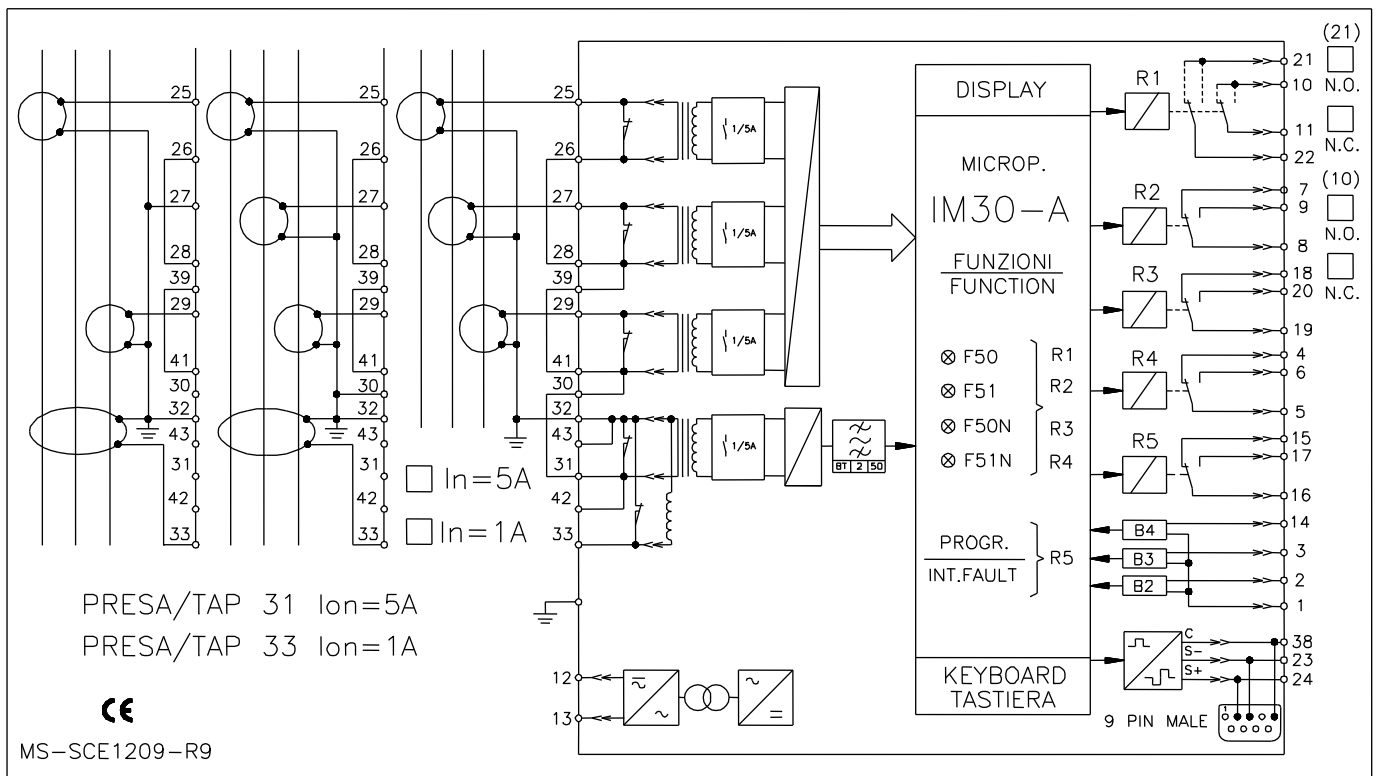 25
26
27
28
39
29
41
30
32
43
31
42
33
25
26
27
28
39
29
41
30
32
43
31
42
33
25
26
27
28
39
29
41
30
32
43
31
42
33
In=5A
In=1A
PRESA/TAP 31 Ion=5A
PRESA/TAP 33 Ion=1A
CE
MS-SCE1209-R9
1/5A
1/5A
1/5A
1/5A
BT 2 50
12
13
DISPLAY
MICROP.
IM30-A
FUNZIONI
FUNCTION
F50
F51
F50N
F51N
R1
R2
R3
R4
PROGR.
INT.FAULT
R5
KEYBOARD
TASTIERA
R1
R2
R3
R4
R5
B4
B3
B2
C
S-
S+
9 PIN MALE
1
21
10
11
22
7
9
8
18
20
19
4
6
5
15
17
16
14
3
2
1
38
23
24
(21)
N.O.
N.C.
(10)
N.O.
N.C.